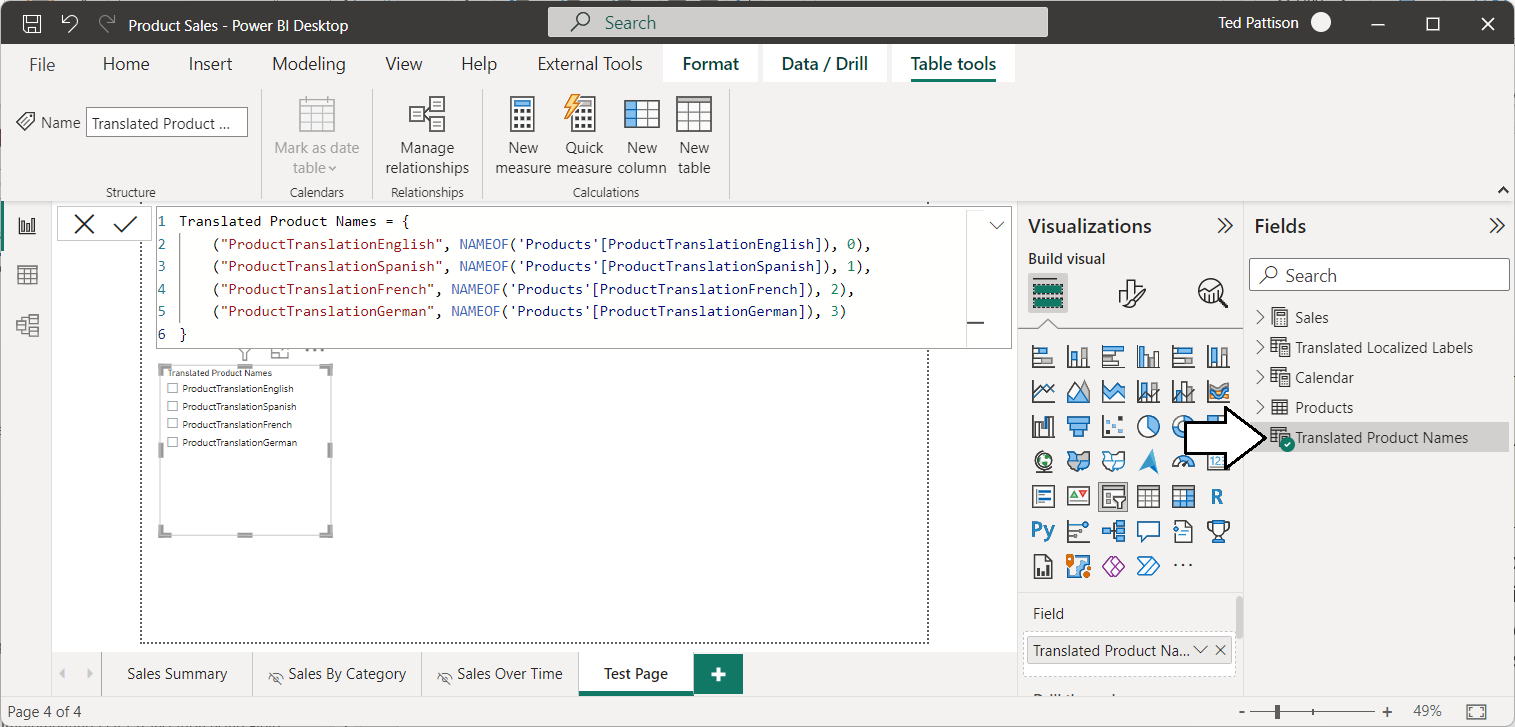 Product Sales - Power BI Desktop
Search
Ted Pattison
File Home Insert Modeling View Help External Tools Format Data / Drill Table tools
Name Translated Product ...
Mark as date table
Manage relationships
New measure
Quick measure
New column
New table
Structure
Calendars
Relationships
Calculations
1 Translated Product Names = {
2 ("ProductTranslationEnglish", NAMEOF('Products'[ProductTranslationEnglish]), 0),
3 ("ProductTranslationSpanish", NAMEOF('Products'[ProductTranslationSpanish]), 1),
4 ("ProductTranslationFrench", NAMEOF('Products'[ProductTranslationFrench]), 2),
5 ("ProductTranslationGerman", NAMEOF('Products'[ProductTranslationGerman]), 3)
6 }
Translated Product Names
ProductTranslationEnglish
ProductTranslationSpanish
ProductTranslationFrench
ProductTranslationGerman
Visualizations
Build visual
123
R
Py
Field
Translated Product Na...
Fields
Search
Sales
Translated Localized Labels
Calendar
Products
Translated Product Names
Sales Summary
Sales By Category
Sales Over Time
Test Page
+
Page 4 of 4
- + 49%